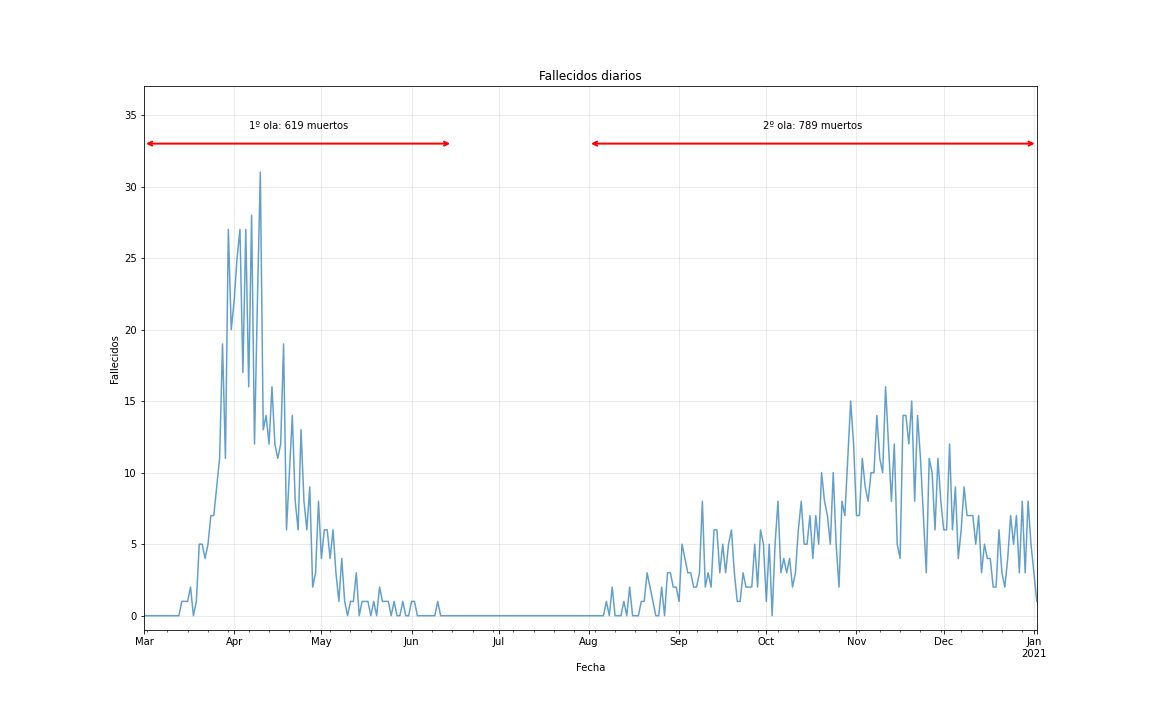 Fallecidos diarios
35
1º ola: 619 muertos
2º ola: 789 muertos
30
25
20
Fallecidos
15
10
5
0
Mar Apr May Jun Jul Aug Sep Oct Nov Dec Jan
2021
Fecha